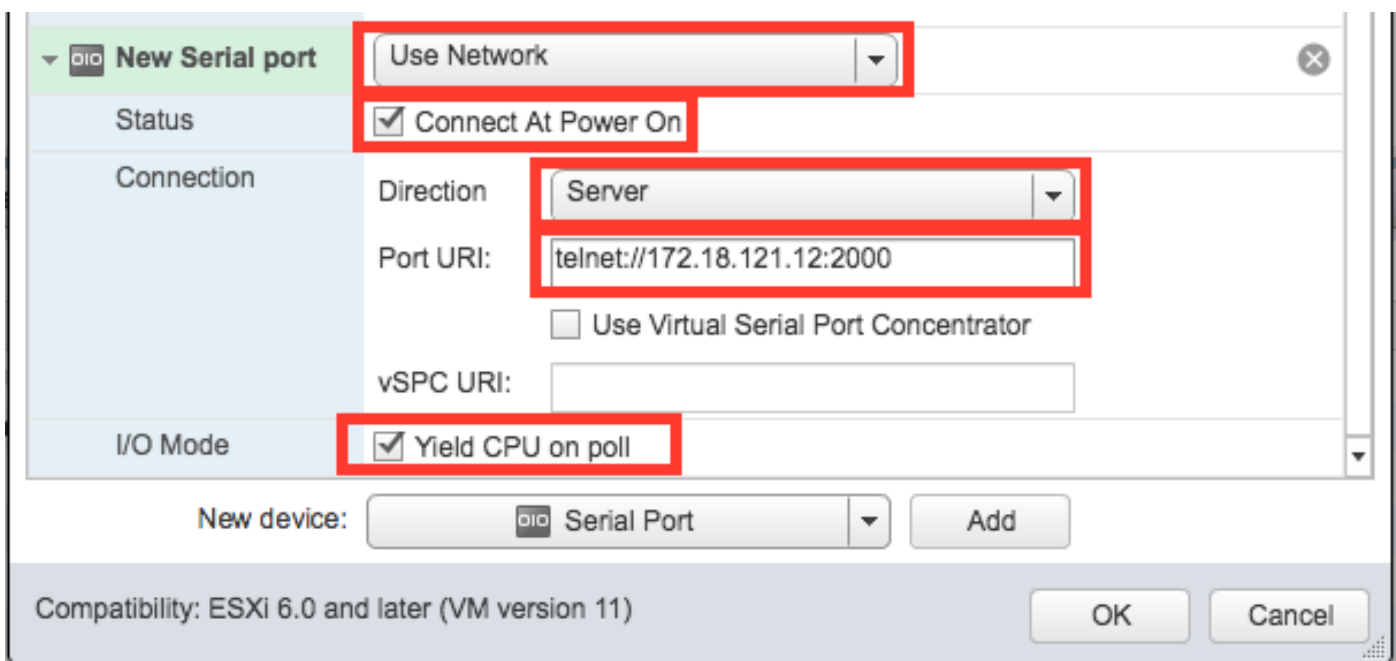 New Serial port Use Network
Status Connect At Power On
Connection Direction Server
Port URI: telnet://172.18.121.12:2000
Use Virtual Serial Port Concentrator
vSPC URI:
I/O Mode Yield CPU on poll
New device: Serial Port Add
Compatibility: ESXi 6.0 and later (VM version 11) OK Cancel